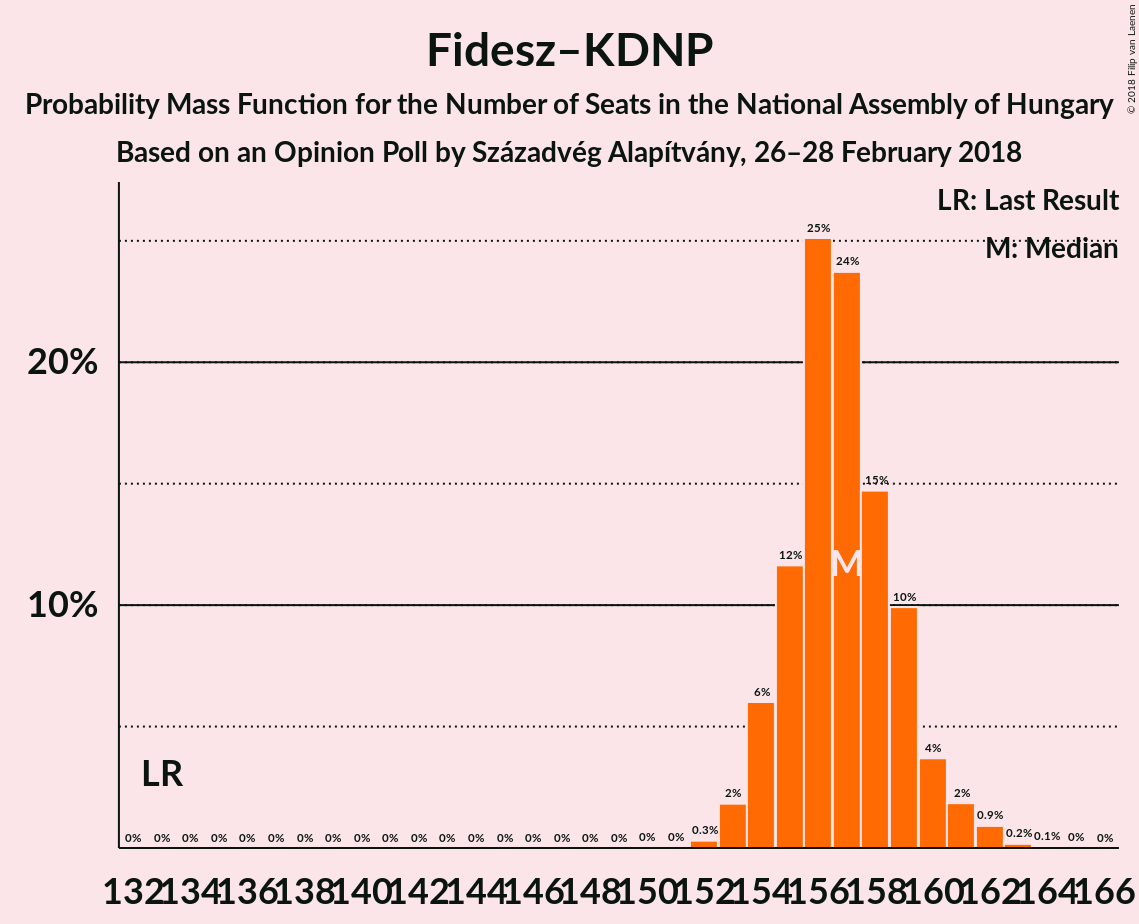 Fidesz–KDNP
Probability Mass Function for the Number of Seats in the National Assembly of Hungary
Based on an Opinion Poll by Századvég Alapítvány, 26–28 February 2018
© 2018 Filip van Laenen
LR: Last Result
M: Median
20%
10%
LR
M
0% 0% 0% 0% 0% 0% 0% 0% 0% 0% 0% 0% 0% 0% 0% 0% 0% 0% 0% 0% 0.3% 2% 6% 12% 25% 24% 15% 10% 4% 2% 0.9% 0.2% 0.1% 0% 0%
132 134 136 138 140 142 144 146 148 150 152 154 156 158 160 162 164 166